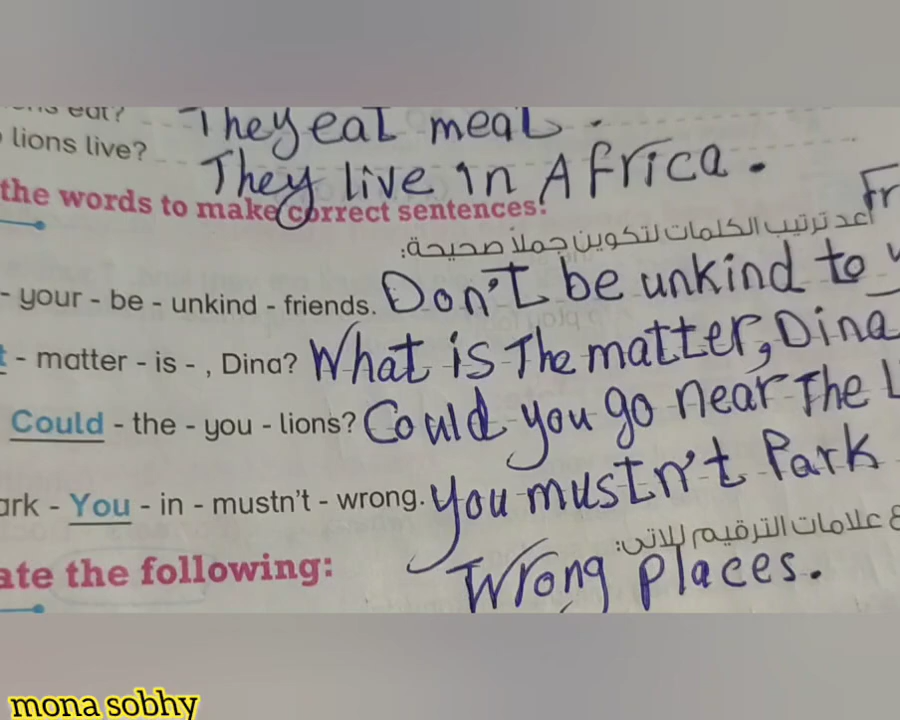 eat? They eat meat.
lions live? They live in Africa.
the words to make correct sentences: Fr
اعد ترتيب الكلمات لتكوين جملاً صحيحة:
- your - be - unkind - friends. Don't be unkind to y
- matter - is - , Dina? What is The matter, Dina
Could - the - you - lions? Could you go near The L
ark - You - in - mustn't - wrong. You mustn't Park
ع علامات الترقيم للاتى:
ate the following: Wrong places.
mona sobhy